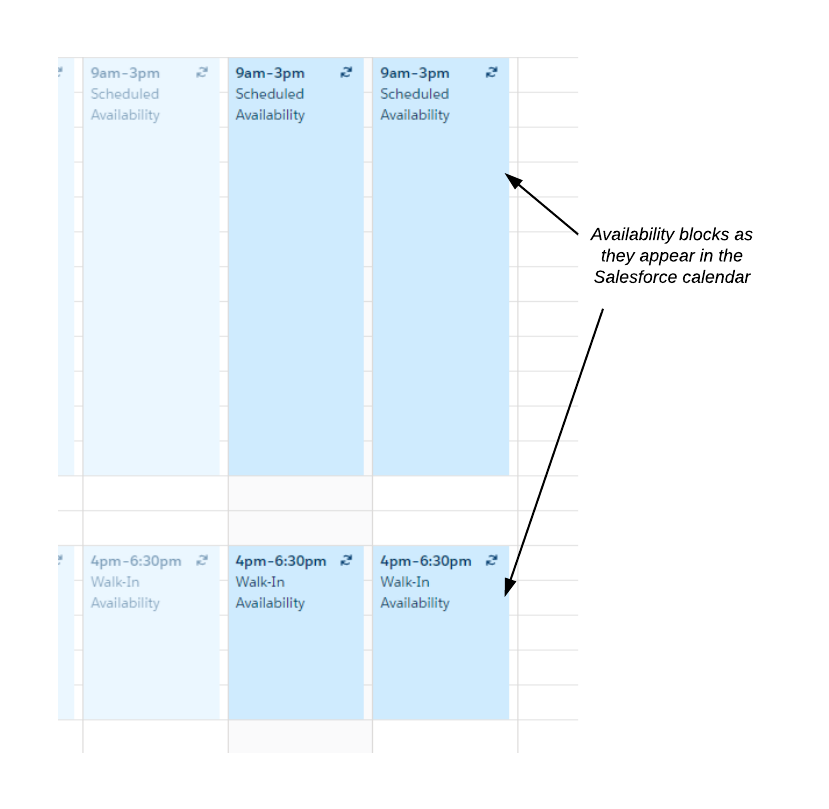 9am–3pm
Scheduled
Availability
9am–3pm
Scheduled
Availability
9am–3pm
Scheduled
Availability
Availability blocks as
they appear in the
Salesforce calendar
4pm–6:30pm
Walk-In
Availability
4pm–6:30pm
Walk-In
Availability
4pm–6:30pm
Walk-In
Availability